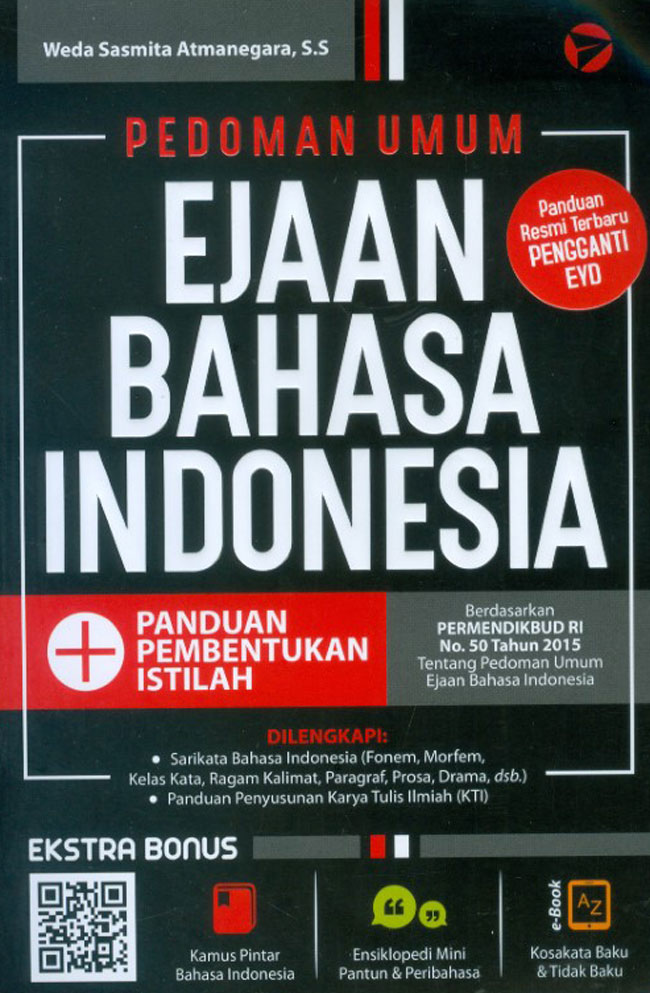 Weda Sasmita Atmanegara, S.S
PEDOMAN UMUM
EJAAN
BAHASA
INDONESIA
Panduan
Resmi Terbaru
PENGGANTI
EYD
PANDUAN
PEMBENTUKAN
ISTILAH
Berdasarkan
PERMENDIKBUD RI
No. 50 Tahun 2015
Tentang Pedoman Umum
Ejaan Bahasa Indonesia
DILENGKAPI:
• Sarikata Bahasa Indonesia (Fonem, Morfem,
Kelas Kata, Ragam Kalimat, Paragraf, Prosa, Drama, dsb.)
• Panduan Penyusunan Karya Tulis Ilmiah (KTI)
EKSTRA BONUS
Kamus Pintar
Bahasa Indonesia
Ensiklopedi Mini
Pantun & Peribahasa
e-Book
AZ
Kosakata Baku
& Tidak Baku